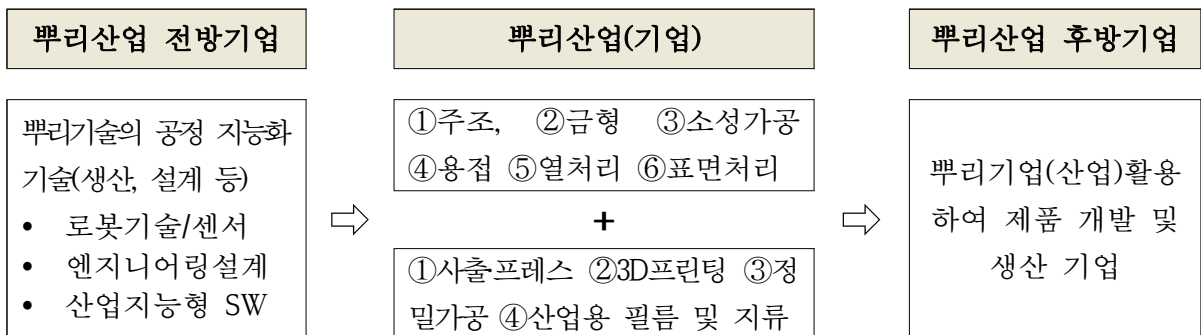 뿌리산업 전방기업
뿌리기술의 공정 지능화
기술(생산, 설계 등)
• 로봇기술/센서
• 엔지니어링설계
• 산업지능형 SW
⇨
뿌리산업(기업)
①주조, ②금형 ③소성가공
④용접 ⑤열처리 ⑥표면처리
+
①사출·프레스 ②3D프린팅 ③정
밀가공 ④산업용 필름 및 지류
⇨
뿌리산업 후방기업
뿌리기업(산업)활용
하여 제품 개발 및
생산 기업